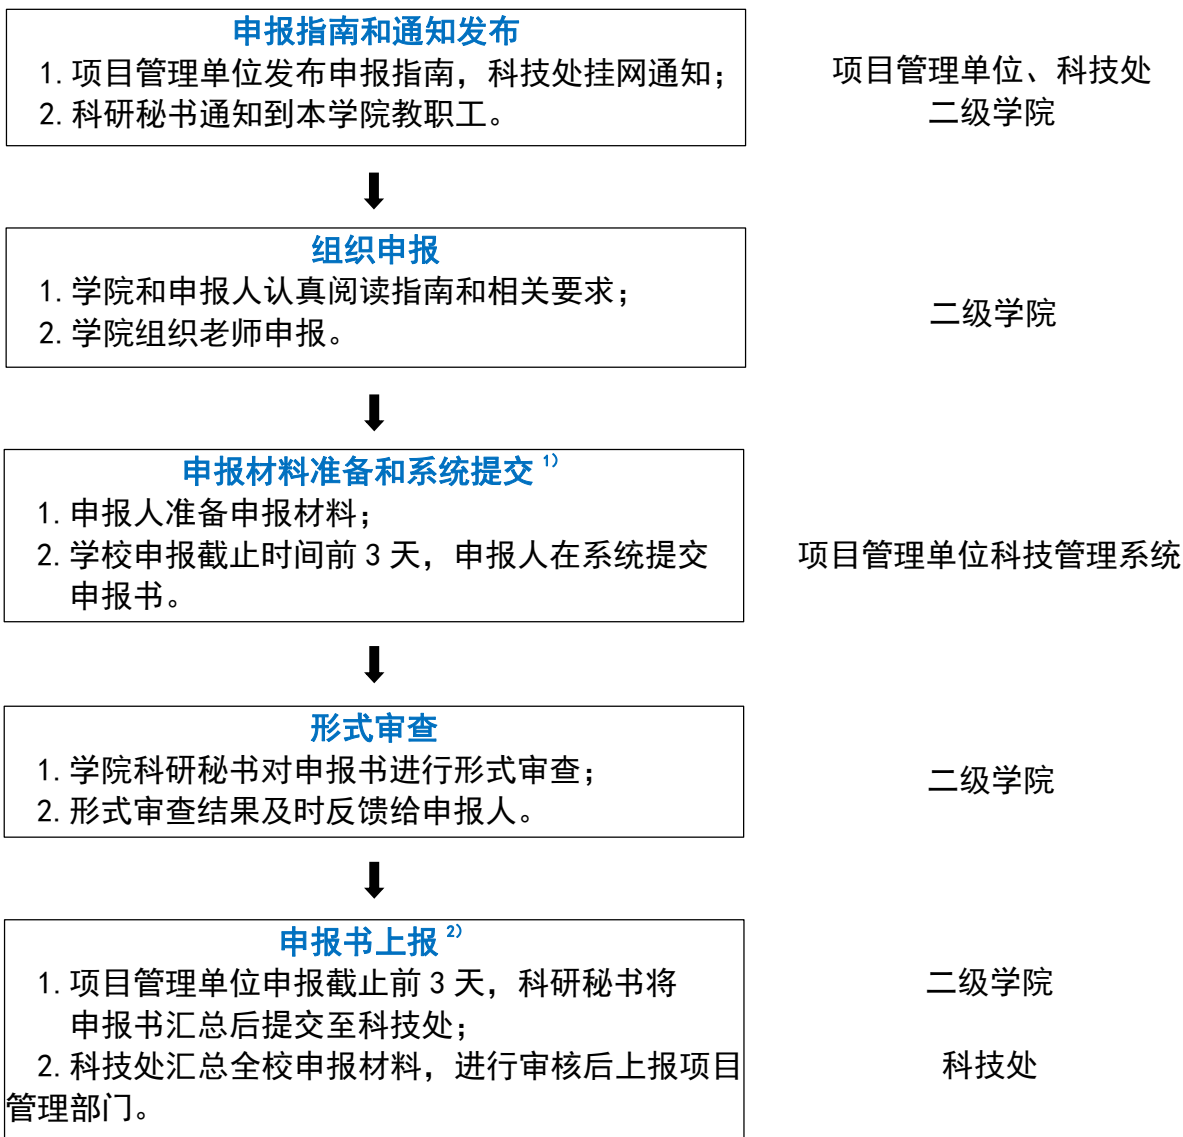 申报指南和通知发布
1. 项目管理单位发布申报指南，科技处挂网通知；
2. 科研秘书通知到本学院教职工。
项目管理单位、科技处
二级学院
组织申报
1. 学院和申报人认真阅读指南和相关要求；
2. 学院组织老师申报。
二级学院
申报材料准备和系统提交 1)
1. 申报人准备申报材料；
2. 学校申报截止时间前 3 天，申报人在系统提交
申报书。
项目管理单位科技管理系统
形式审查
1. 学院科研秘书对申报书进行形式审查；
2. 形式审查结果及时反馈给申报人。
二级学院
申报书上报 2)
1. 项目管理单位申报截止前 3 天，科研秘书将
申报书汇总后提交至科技处；
2. 科技处汇总全校申报材料，进行审核后上报项目
管理部门。
二级学院
科技处